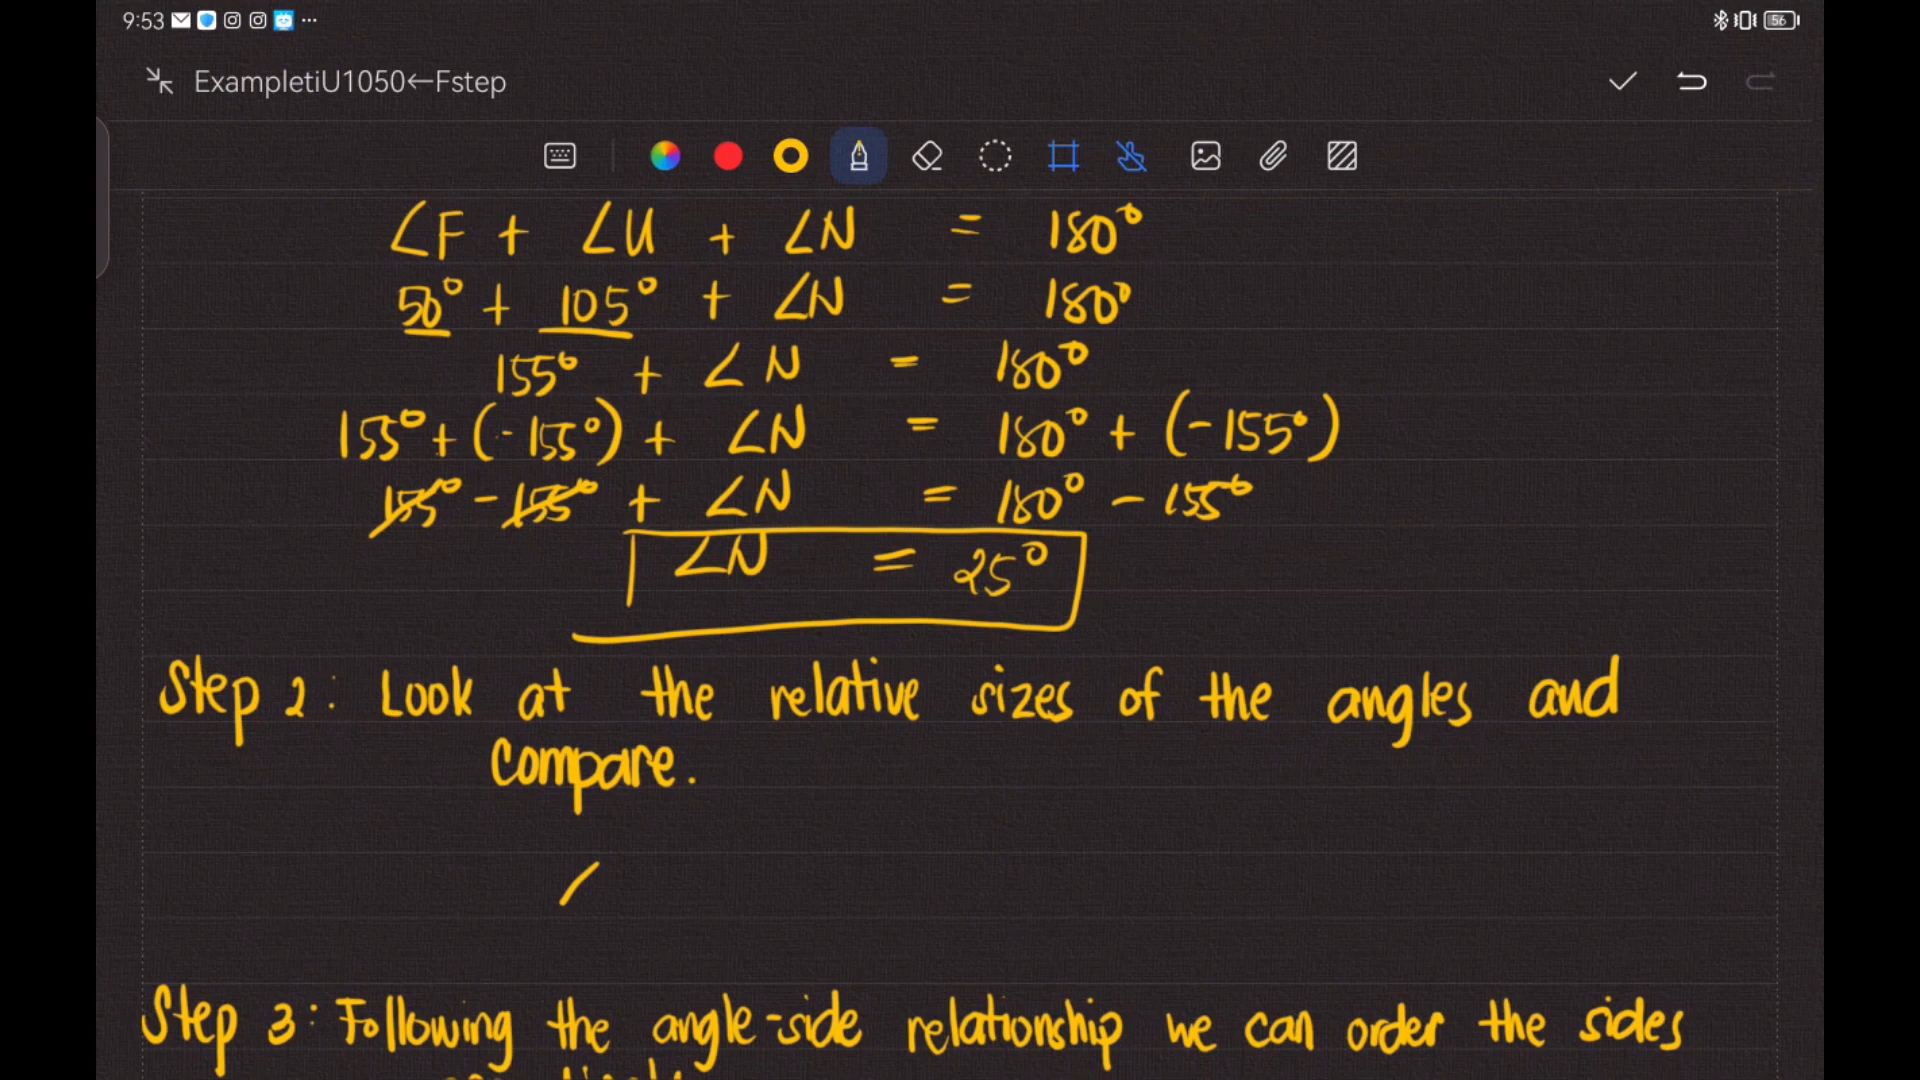 9:53 ... 56
ExampletiU1050←Fstep
∠F + ∠U + ∠N = 180°
50° + 105° + ∠N = 180°
155° + ∠N = 180°
155° + (-155°) + ∠N = 180° + (-155°)
155° - 155° + ∠N = 180° - 155°
∠N = 25°
Step 2: Look at the relative sizes of the angles and
compare.
Step 3: Following the angle-side relationship we can order the sides